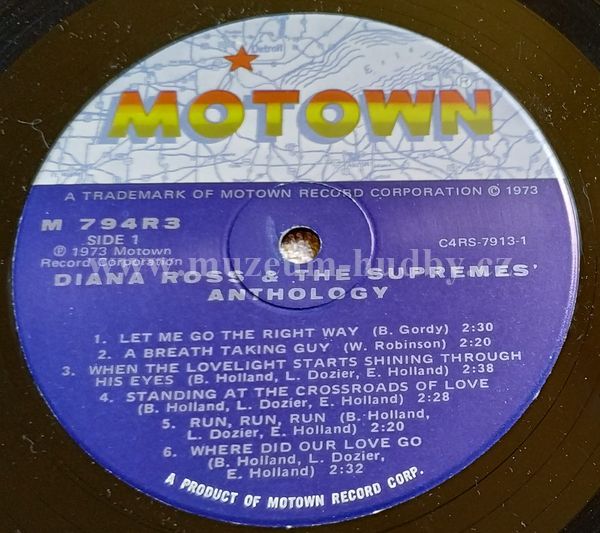 Detroit
MOTOWN®
A TRADEMARK OF MOTOWN RECORD CORPORATION © 1973
M 794R3
SIDE 1
℗ 1973 Motown
Record Corporation
C4RS-7913-1
www.muzeum-hudby.cz
DIANA ROSS & THE SUPREMES'
ANTHOLOGY
1. LET ME GO THE RIGHT WAY (B. Gordy) 2:30
2. A BREATH TAKING GUY (W. Robinson) 2:20
3. WHEN THE LOVELIGHT STARTS SHINING THROUGH
HIS EYES (B. Holland, L. Dozier, E. Holland) 2:38
4. STANDING AT THE CROSSROADS OF LOVE
(B. Holland, L. Dozier, E. Holland) 2:28
5. RUN, RUN, RUN (B. Holland,
L. Dozier, E. Holland) 2:20
6. WHERE DID OUR LOVE GO
(B. Holland, L. Dozier,
E. Holland) 2:32
A PRODUCT OF MOTOWN RECORD CORP.